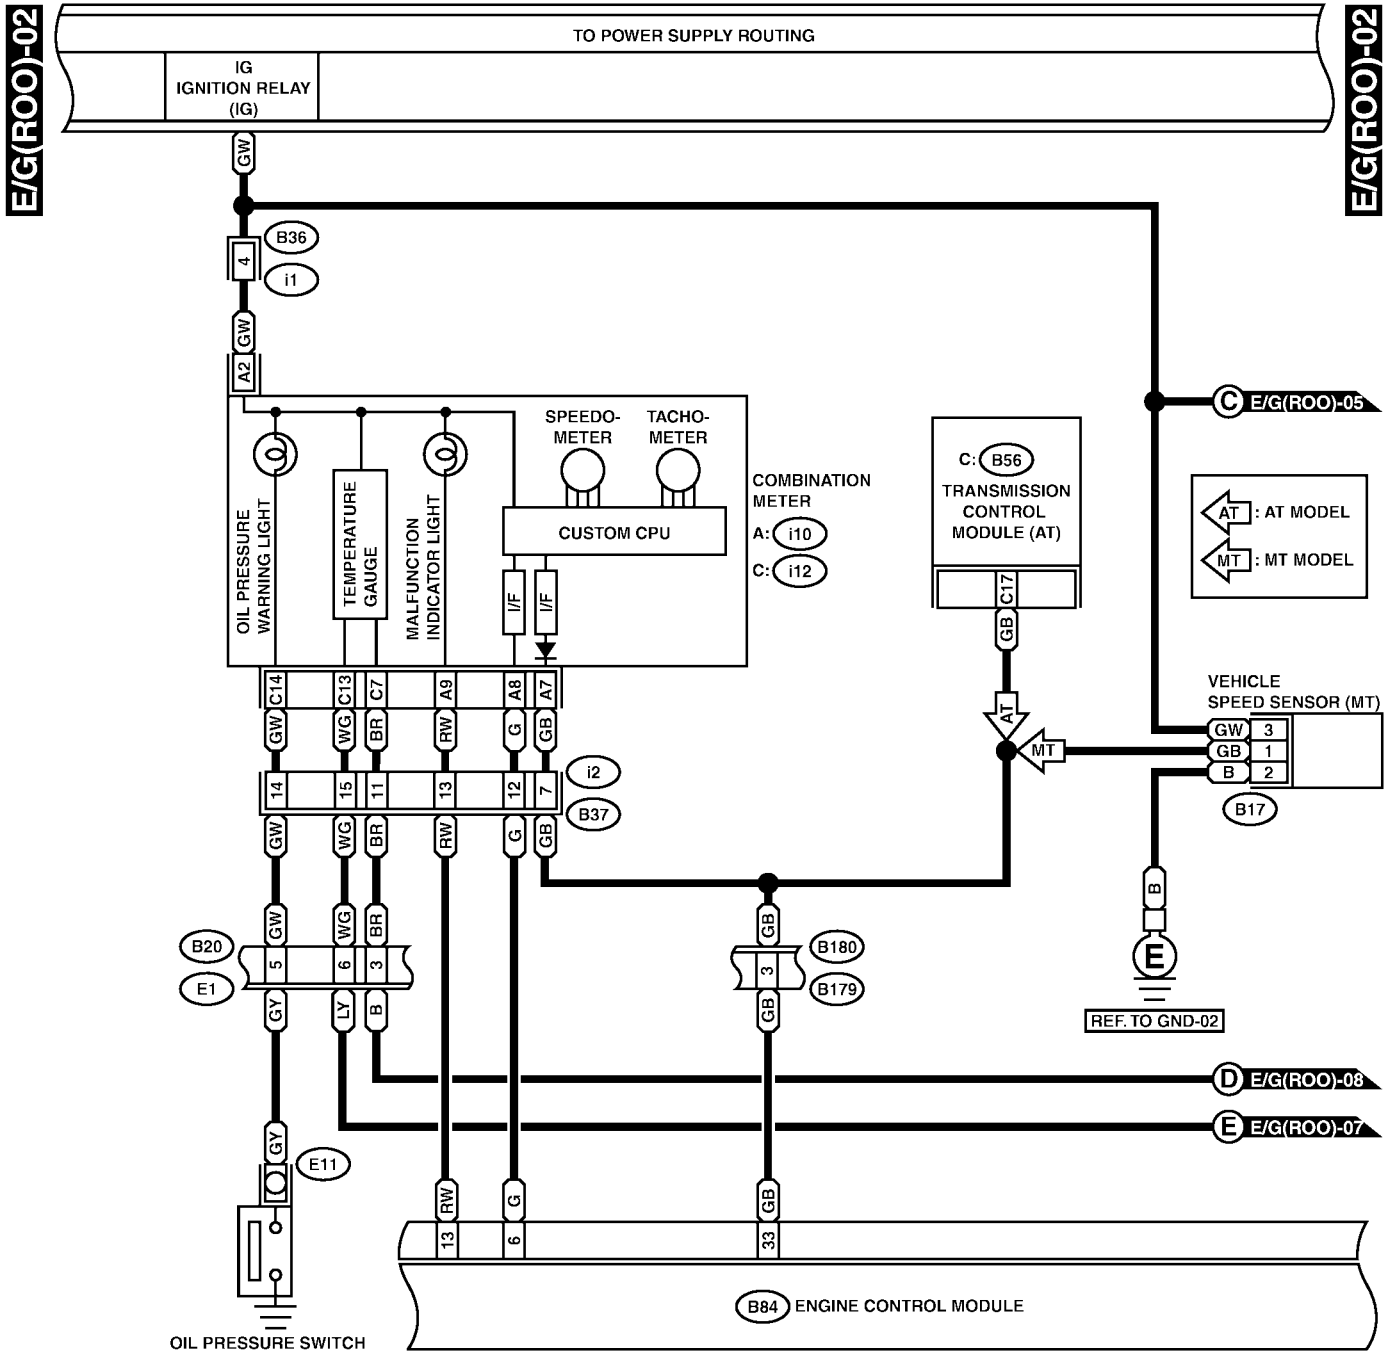 E/G(ROO)-02
E/G(ROO)-02
TO POWER SUPPLY ROUTING
IG
IGNITION RELAY
(IG)
GW
4
B36
i1
GW
A2
C
E/G(ROO)-05
SPEEDO-
METER
TACHO-
METER
OIL PRESSURE
WARNING LIGHT
TEMPERATURE
GAUGE
MALFUNCTION
INDICATOR LIGHT
CUSTOM CPU
I/F
I/F
COMBINATION
METER
A: i10
C: i12
C: B56
TRANSMISSION
CONTROL
MODULE (AT)
C17
GB
AT : AT MODEL
MT : MT MODEL
C14
C13
C7
A9
A8
A7
GW
WG
BR
RW
G
GB
AT
MT
VEHICLE
SPEED SENSOR (MT)
GW 3
GB 1
B 2
B17
14
15
11
13
12
7
i2
B37
GW
WG
BR
RW
G
GB
B
E
REF. TO GND-02
GW
WG
BR
GB
B20
E1
5
6
3
3
B180
B179
GY
LY
B
GB
D
E/G(ROO)-08
E
E/G(ROO)-07
GY
E11
RW
G
GB
13
6
33
B84 ENGINE CONTROL MODULE
OIL PRESSURE SWITCH